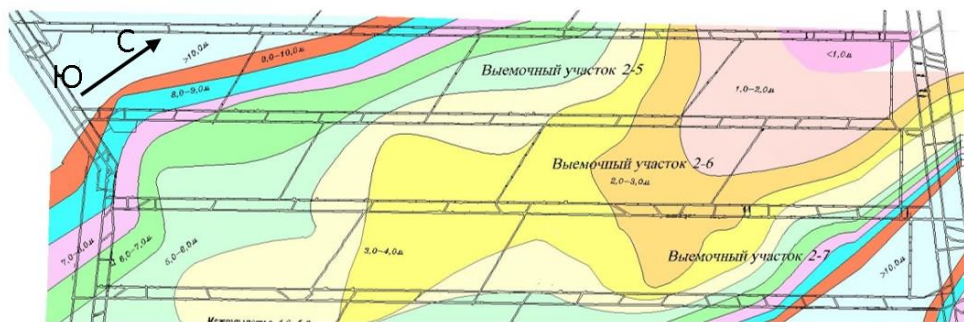 С
Ю
>10,0м
9,0-10,0м
8,0-9,0м
Выемочный участок 2-5
<1,0м
1,0-2,0м
Выемочный участок 2-6
2,0-3,0м
7,0-8,0м
6,0-7,0м
5,0-6,0м
3,0-4,0м
Выемочный участок 2-7
>10,0м